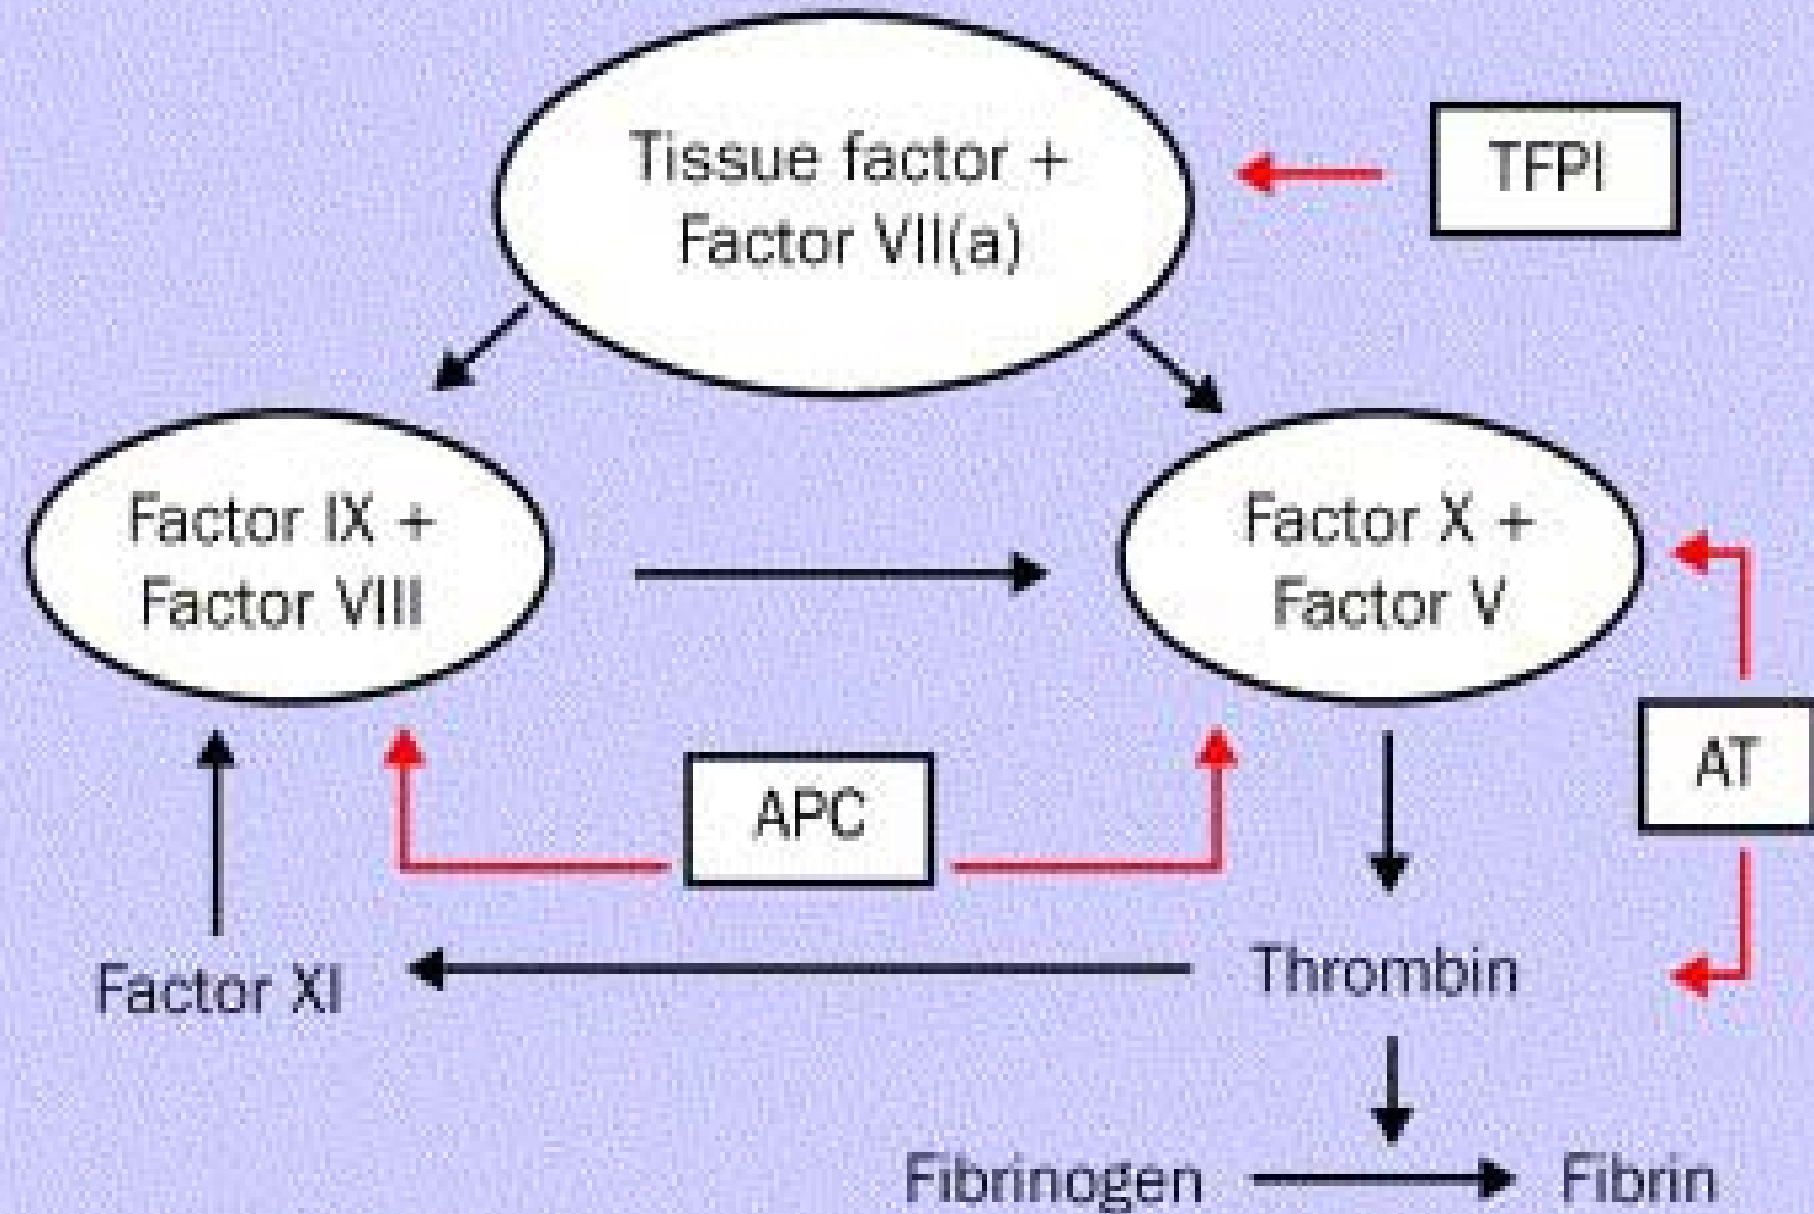 Tissue factor +
Factor VII(a)
TFPI
Factor IX +
Factor VIII
Factor X +
Factor V
APC
AT
Factor XI
Thrombin
Fibrinogen
Fibrin